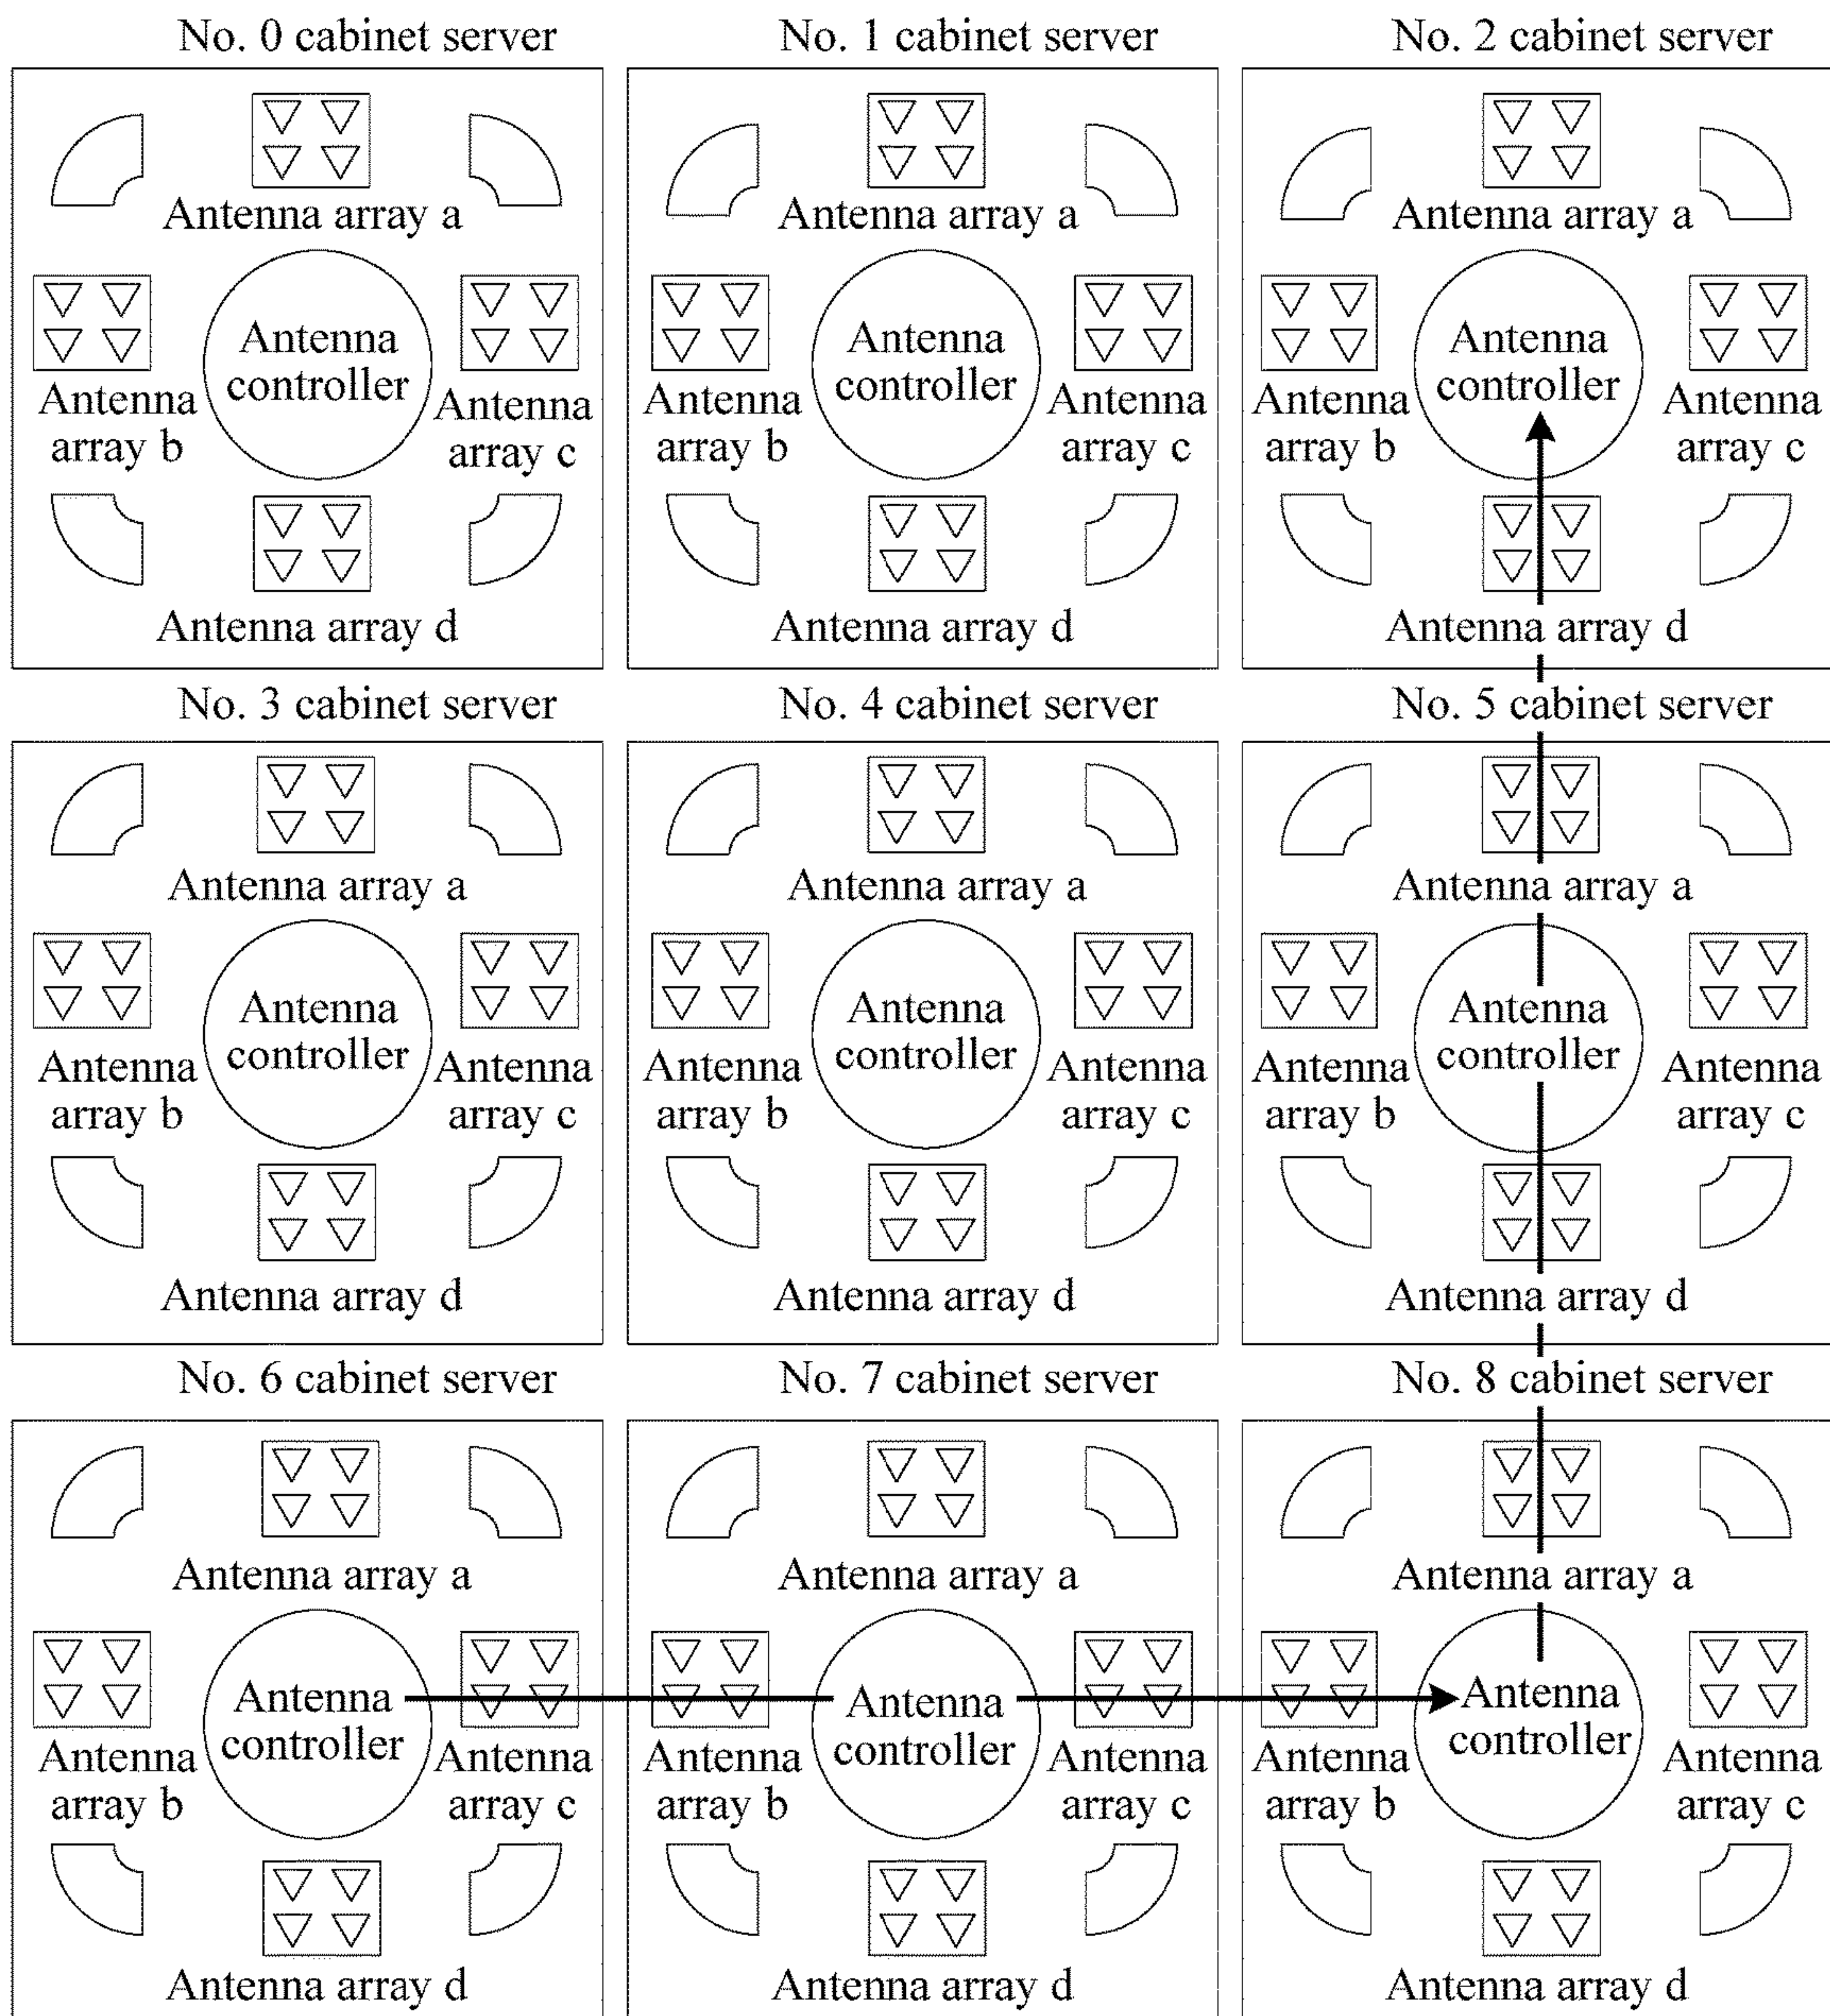 No. 0 cabinet server
No. 1 cabinet server
No. 2 cabinet server
Antenna array a
Antenna array a
Antenna array a
Antenna
controller
Antenna
controller
Antenna
controller
Antenna
array b
Antenna
array c
Antenna
array b
Antenna
array c
Antenna
array b
Antenna
array c
Antenna array d
Antenna array d
Antenna array d
No. 3 cabinet server
No. 4 cabinet server
No. 5 cabinet server
Antenna array a
Antenna array a
Antenna array a
Antenna
controller
Antenna
controller
Antenna
controller
Antenna
array b
Antenna
array c
Antenna
array b
Antenna
array c
Antenna
array b
Antenna
array c
Antenna array d
Antenna array d
Antenna array d
No. 6 cabinet server
No. 7 cabinet server
No. 8 cabinet server
Antenna array a
Antenna array a
Antenna array a
Antenna
controller
Antenna
controller
Antenna
controller
Antenna
array b
Antenna
array c
Antenna
array b
Antenna
array c
Antenna
array b
Antenna
array c
Antenna array d
Antenna array d
Antenna array d